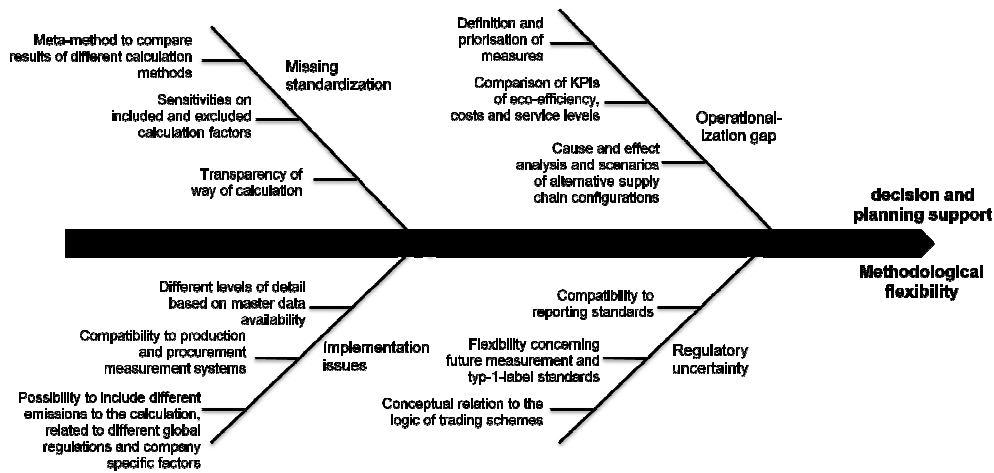 Meta-method to compare
results of different calculation
methods
Missing
standardization
Sensitivities on
included and excluded
calculation factors
Transparency of
way of calculation
Definition and
priorisation of
measures
Comparison of KPIs
of eco-efficiency,
costs and service levels
Operational-
ization gap
Cause and effect
analysis and scenarios
of alternative supply
chain configurations
decision and
planning support
Methodological
flexibility
Different levels of detail
based on master data
availability
Compatibility to production
and procurement
measurement systems
Implementation
issues
Possibility to include different
emissions to the calculation,
related to different global
regulations and company
specific factors
Compatibility to
reporting standards
Flexibility concerning
future measurement and
typ-1-label standards
Regulatory
uncertainty
Conceptual relation to the
logic of trading schemes